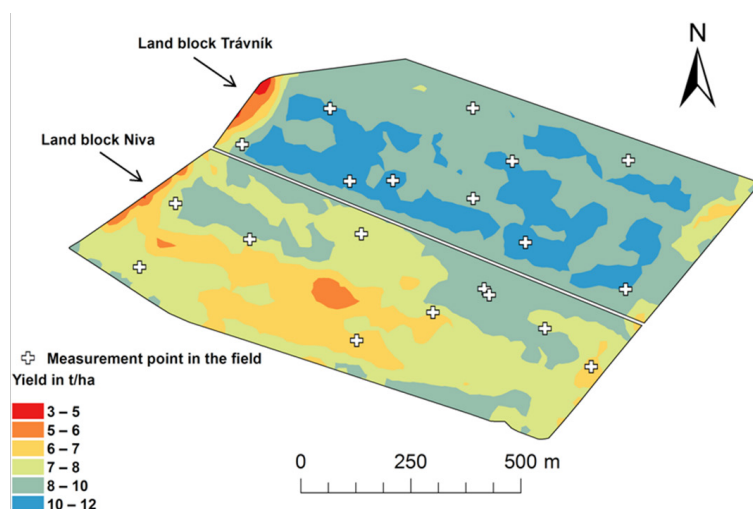 Land block Trávník
N
Land block Niva
Measurement point in the field
Yield in t/ha
3 – 5
5 – 6
6 – 7
7 – 8
8 – 10
10 – 12
0 250 500 m